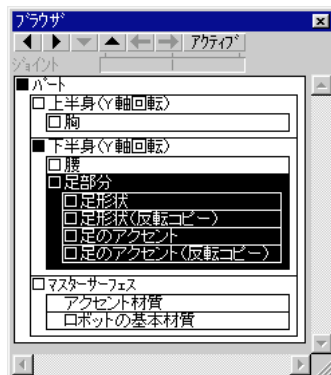 ブラウザ
アクティブ
ジョイント
■パート
□上半身(Y軸回転)
□胸
■下半身(Y軸回転)
□腰
□足部分
□足形状
□足形状(反転コピー)
□足のアクセント
□足のアクセント(反転コピー)
□マスターサーフェス
アクセント材質
ロボットの基本材質